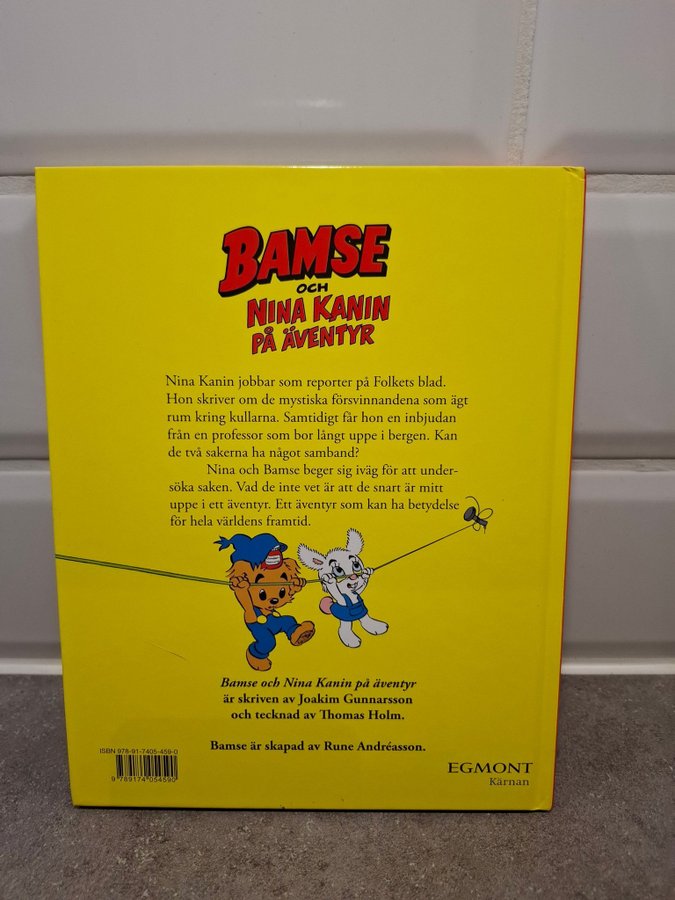 BAMSE
OCH
NINA KANIN
PÅ ÄVENTYR
Nina Kanin jobbar som reporter på Folkets blad.
Hon skriver om de mystiska försvinnandena som ägt
rum kring kullarna. Samtidigt får hon en inbjudan
från en professor som bor långt uppe i bergen. Kan
de två sakerna ha något samband?
Nina och Bamse beger sig iväg för att under-
söka saken. Vad de inte vet är att de snart är mitt
uppe i ett äventyr. Ett äventyr som kan ha betydelse
för hela världens framtid.
Bamse och Nina Kanin på äventyr
är skriven av Joakim Gunnarsson
och tecknad av Thomas Holm.
Bamse är skapad av Rune Andréasson.
ISBN 978-91-7405-459-0
9 789174 054590
EGMONT
Kärnan